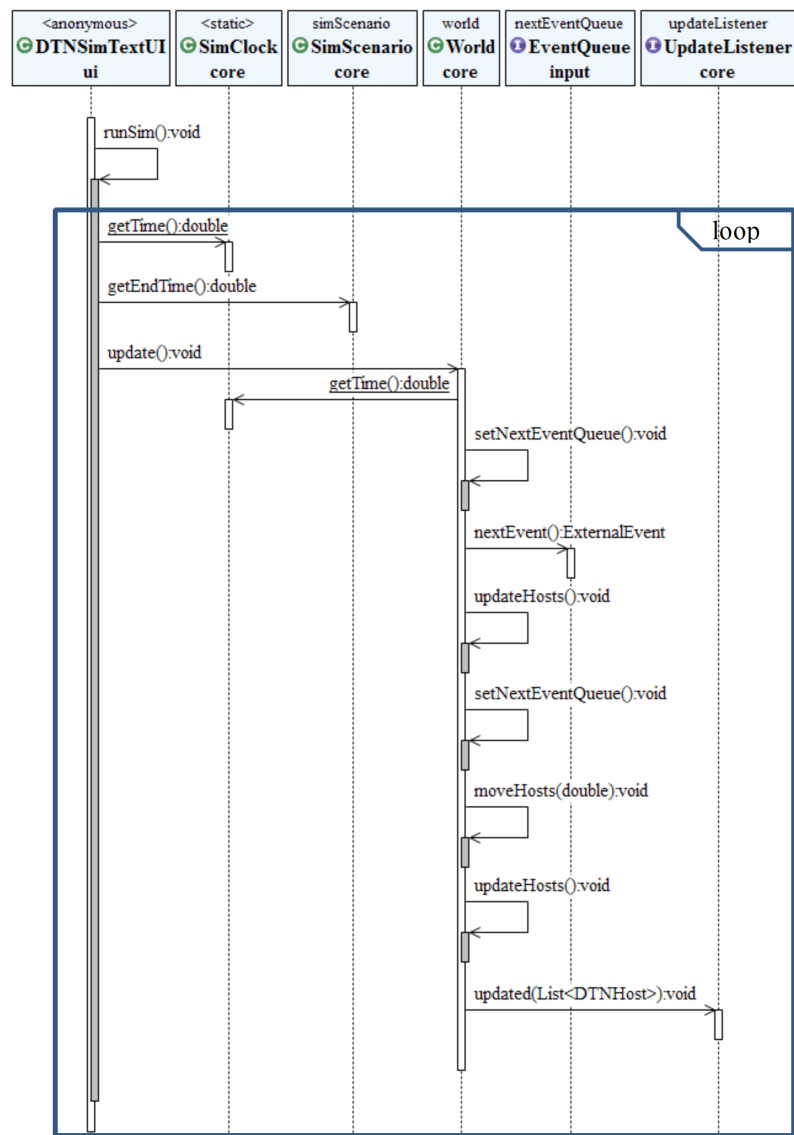 <anonymous>
C DTNSimTextUI
ui
<static>
C SimClock
core
simScenario
C SimScenario
core
world
C World
core
nextEventQueue
I EventQueue
input
updateListener
I UpdateListener
core
runSim():void
loop
getTime():double
getEndTime():double
update():void
getTime():double
setNextEventQueue():void
nextEvent():ExternalEvent
updateHosts():void
setNextEventQueue():void
moveHosts(double):void
updateHosts():void
updated(List<DTNHost>):void